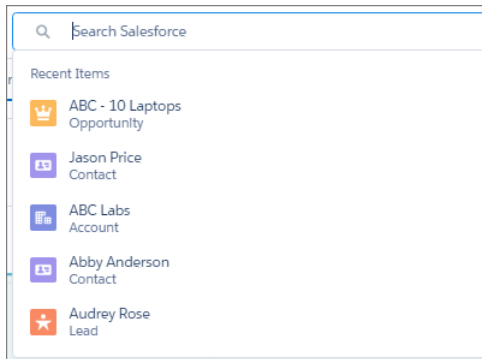 Search Salesforce
Recent Items
ABC - 10 Laptops
Opportunity
Jason Price
Contact
ABC Labs
Account
Abby Anderson
Contact
Audrey Rose
Lead